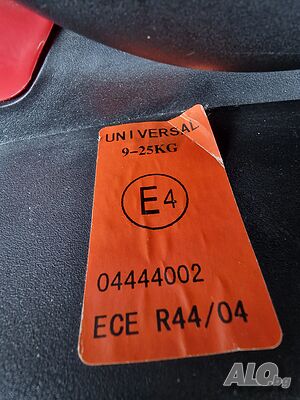 UNIVERSAL
9-25KG
E4
04444002
ECE R44/04
ALO.bg